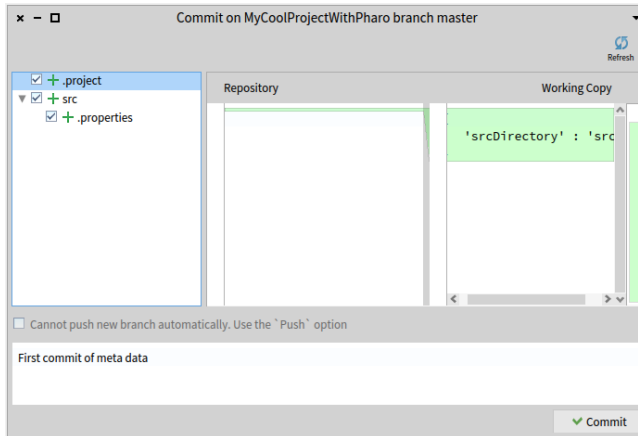 Commit on MyCoolProjectWithPharo branch master
Refresh
.project
src
.properties
Repository
Working Copy
'srcDirectory' : 'src
Cannot push new branch automatically. Use the `Push` option
First commit of meta data
Commit